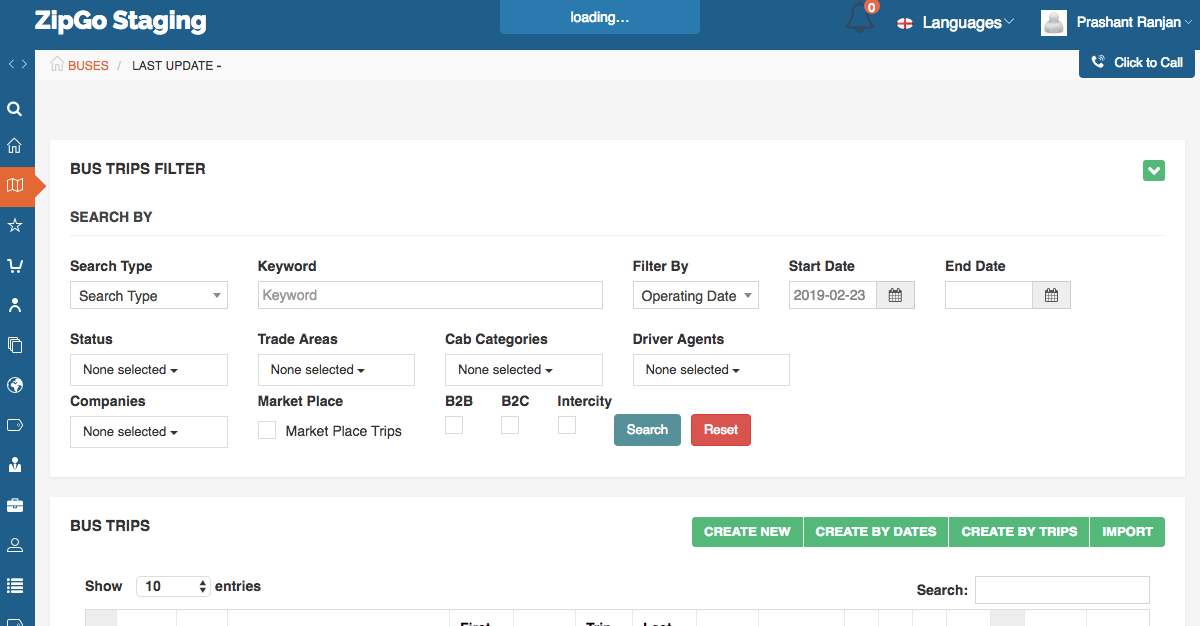 ZipGo Staging
loading...
0
Languages
Prashant Ranjan
BUSES / LAST UPDATE -
Click to Call
BUS TRIPS FILTER
SEARCH BY
Search Type
Keyword
Filter By
Start Date
End Date
Search Type
Keyword
Operating Date
2019-02-23
Status
Trade Areas
Cab Categories
Driver Agents
None selected
None selected
None selected
None selected
Companies
Market Place
B2B
B2C
Intercity
None selected
Market Place Trips
Search
Reset
BUS TRIPS
CREATE NEW
CREATE BY DATES
CREATE BY TRIPS
IMPORT
Show 10 entries
Search:
First
Trip
Last